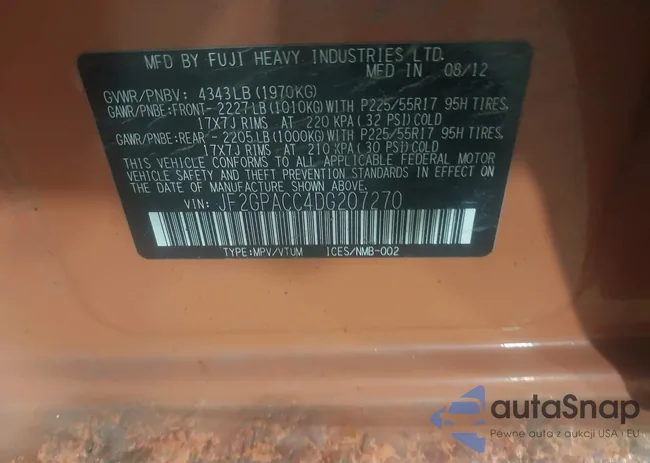 MFD BY FUJI HEAVY INDUSTRIES LTD.
MED IN 08/12
GVWR/PNBV: 4343LB (1970KG)
GAWR/PNBE:FRONT- 2227LB (1010KG) WITH P225/55R17 95H TIRES,
17X7J RIMS AT 220 KPA (32 PSI) COLD
GAWR/PNBE:REAR - 2205LB (1000KG) WITH P225/55R17 95H TIRES,
17X7J RIMS AT 210 KPA (30 PSI) COLD
THIS VEHICLE CONFORMS TO ALL APPLICABLE FEDERAL MOTOR
VEHICLE SAFETY AND THEFT PREVENTION STANDARDS IN EFFECT ON
THE DATE OF MANUFACTURE SHOWN ABOVE.
VIN: JF2GPACC4DG207270
TYPE:MPV/VTUM ICES/NMB-002
autaSnap
Pewne auta z aukcji USA i EU